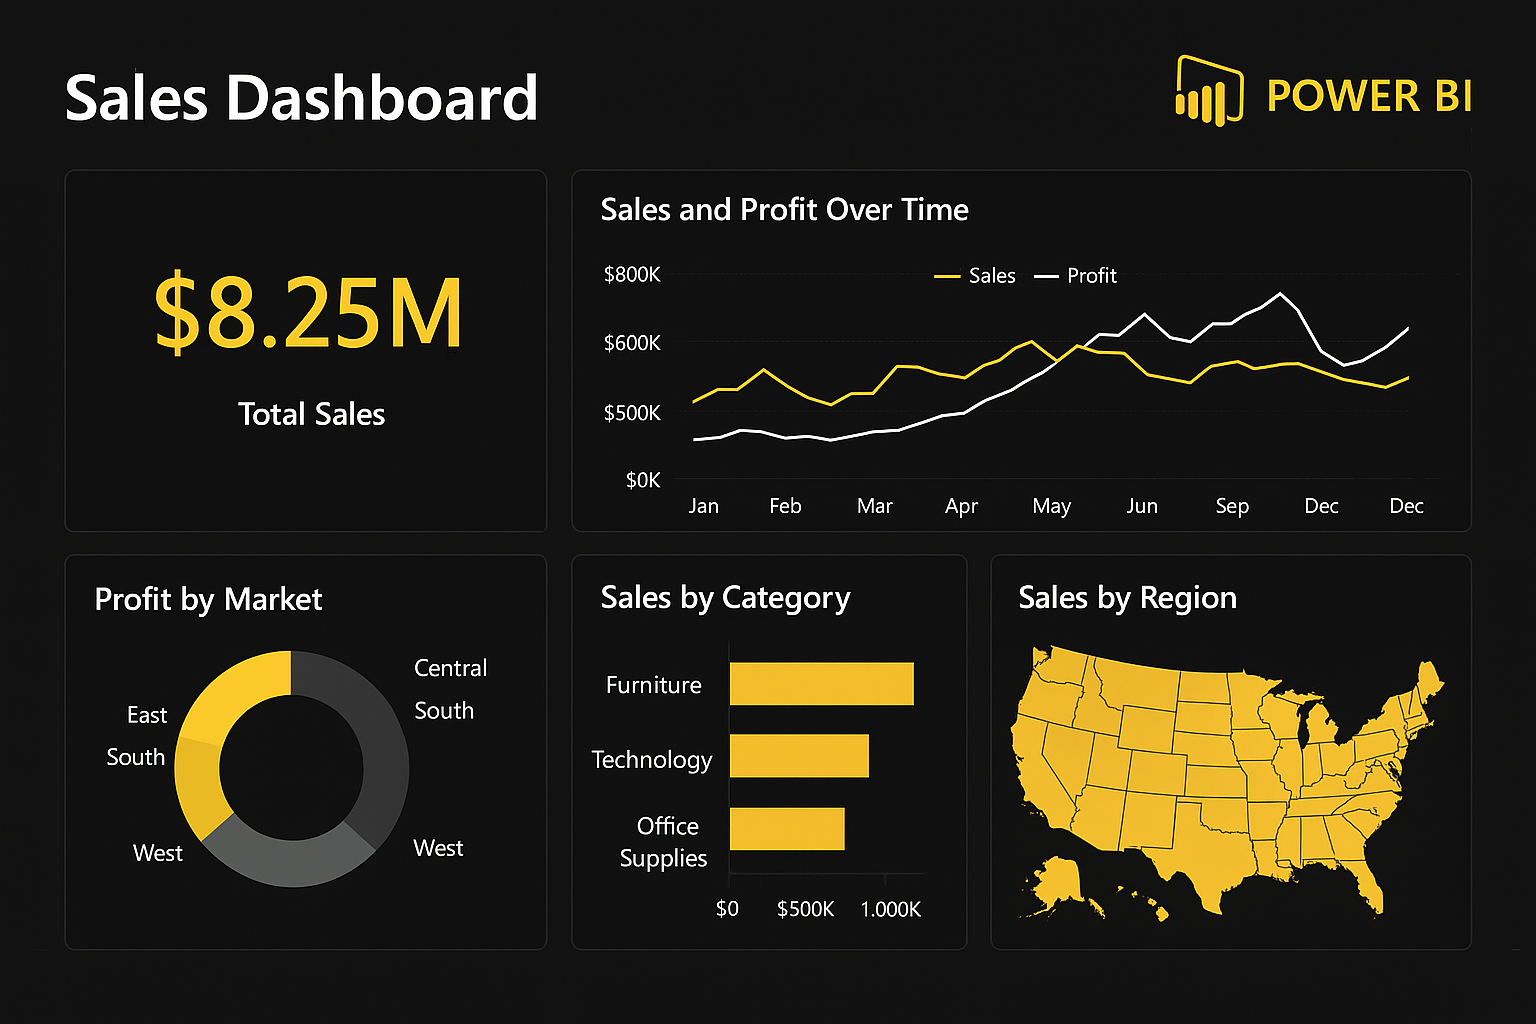 Sales Dashboard
POWER BI
$8.25M
Total Sales
Sales and Profit Over Time
Sales
Profit
$800K
$600K
$500K
$0K
Jan
Feb
Mar
Apr
May
Jun
Sep
Dec
Dec
Profit by Market
Central
South
East
South
West
West
Sales by Category
Furniture
Technology
Office
Supplies
$0
$500K
1.000K
Sales by Region